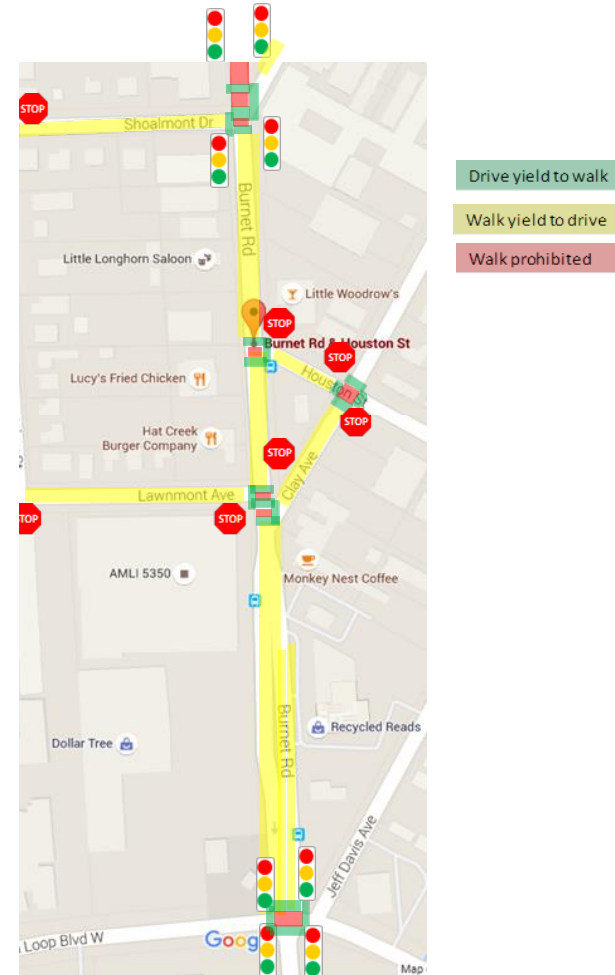 STOP
Shoalmont Dr
Burnet Rd
Drive yield to walk
Walk yield to drive
Walk prohibited
Little Longhorn Saloon
Little Woodrow's
STOP
Burnet Rd & Houston St
STOP
Lucy's Fried Chicken
Houston St
STOP
Hat Creek
Burger Company
STOP
Clay Ave
Lawnmont Ave
STOP
STOP
AMLI 5350
Monkey Nest Coffee
Burnet Rd
Recycled Reads
Dollar Tree
Jeff Davis Ave
Loop Blvd W
Goog
Map